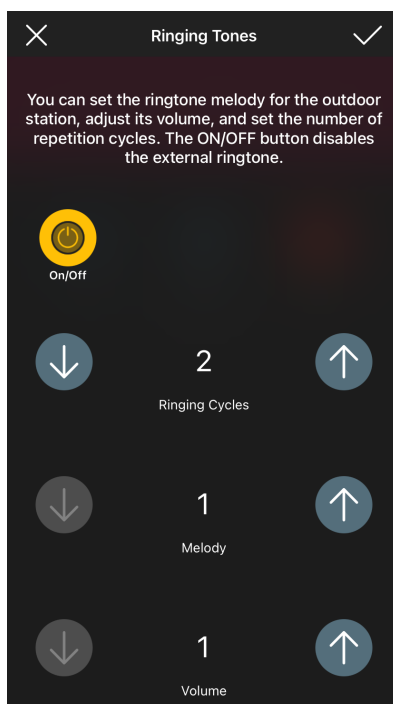 Ringing Tones
You can set the ringtone melody for the outdoor
station, adjust its volume, and set the number of
repetition cycles. The ON/OFF button disables
the external ringtone.
On/Off
2
Ringing Cycles
1
Melody
1
Volume